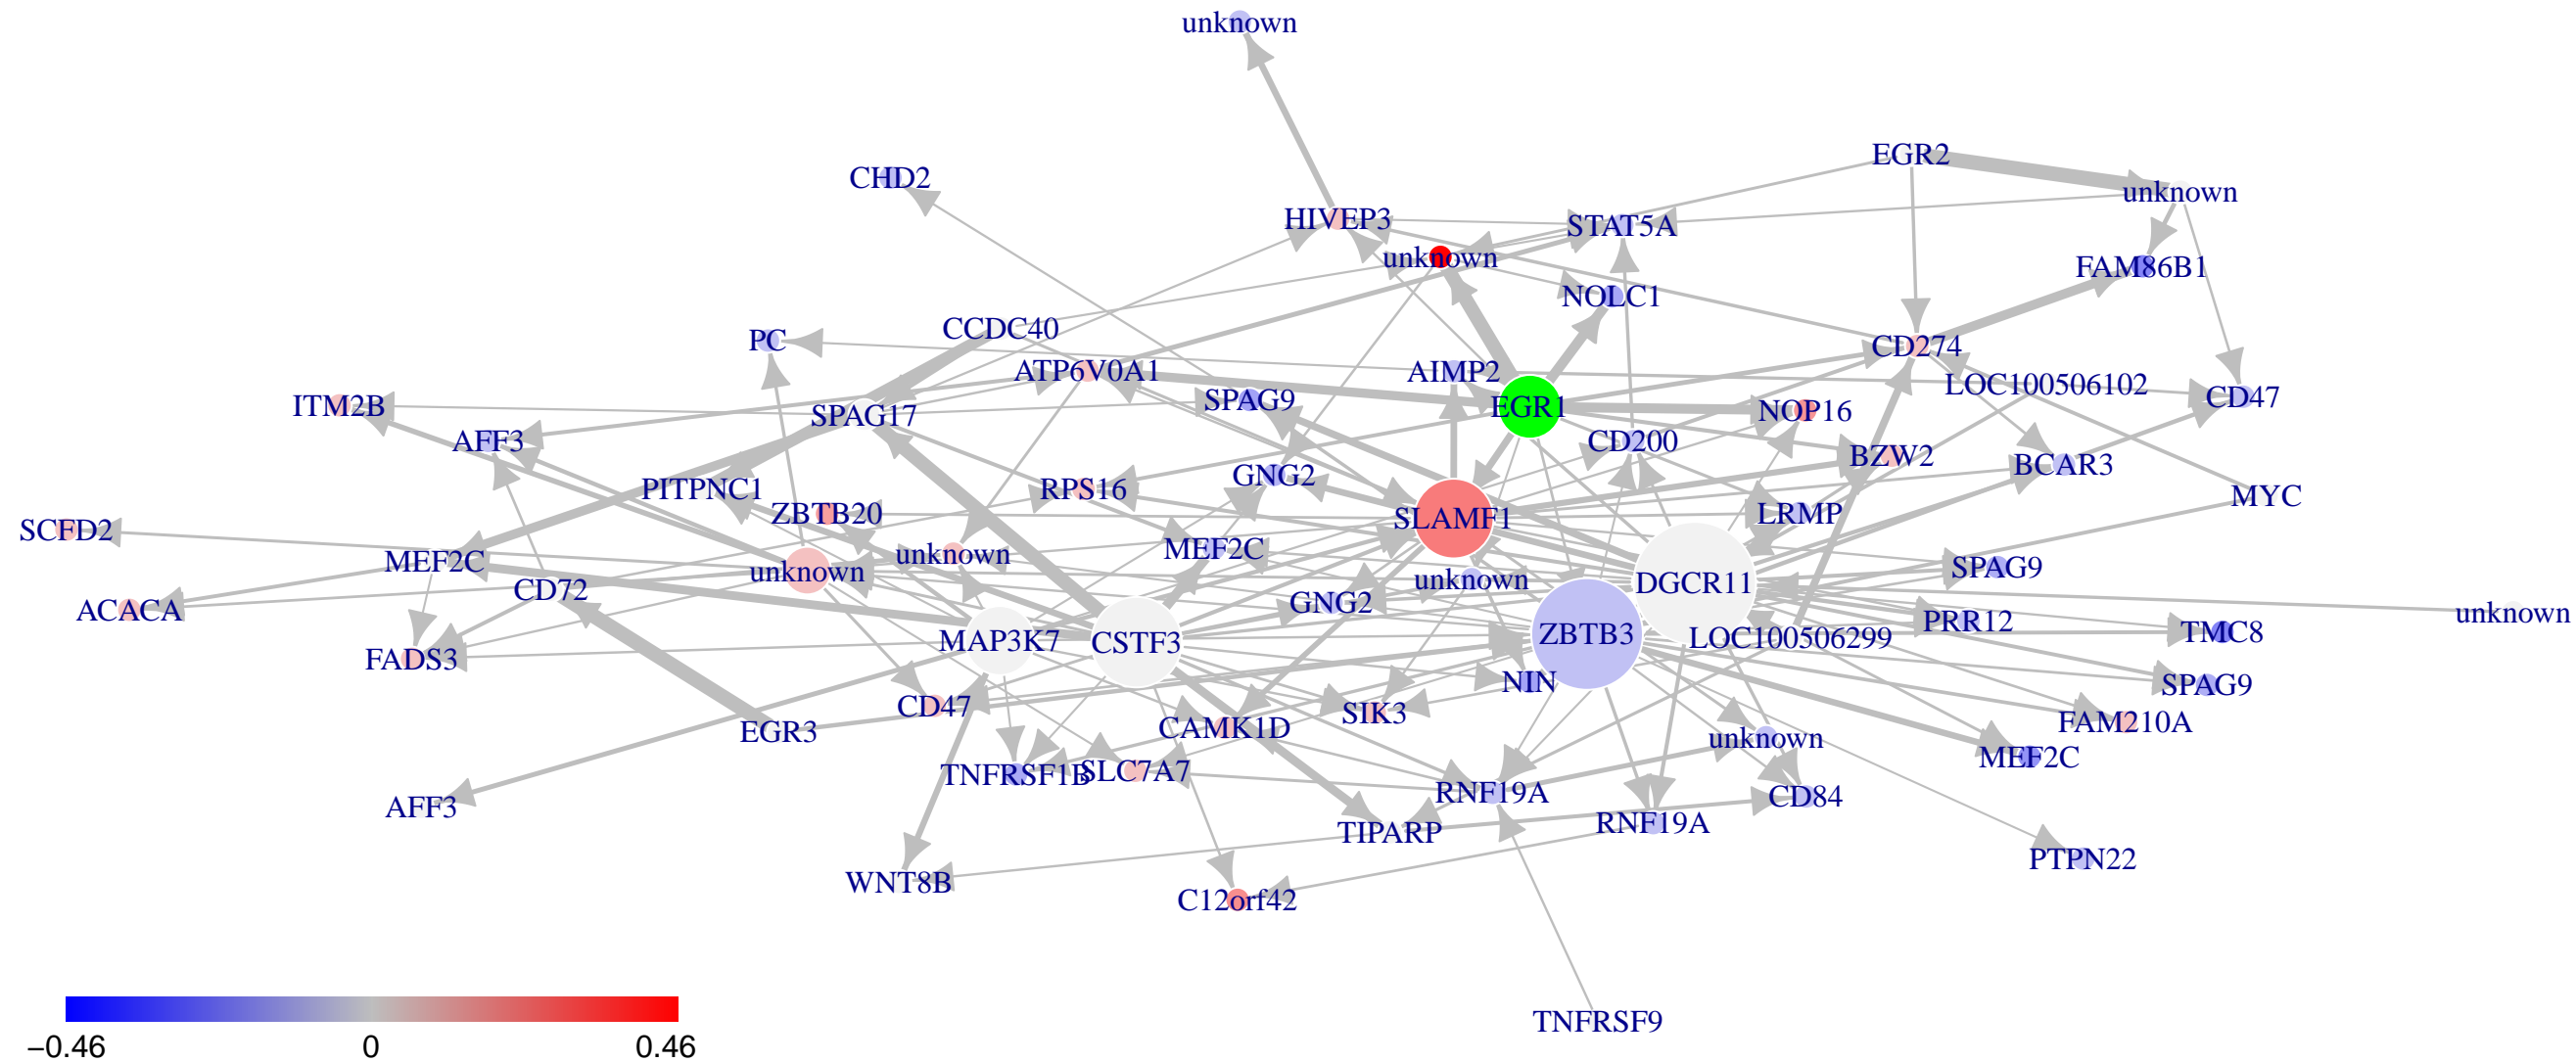 unknown
EGR2
CHD2
unknown
HIVEP3
STAT5A
unknown
FAM86B1
NOLC1
CCDC40
PC
CD274
ATP6V0A1
AIMP2
LOC100506102
CD47
SPAG9
ITM2B
EGR1
NOP16
SPAG17
AFF3
CD200
BZW2
BCAR3
GNG2
PITPNC1
RPS16
MYC
ZBTB20
SLAMF1
LRMP
SCFD2
MEF2C
unknown
MEF2C
SPAG9
unknown
unknown
DGCR11
CD72
GNG2
ACACA
unknown
PRR12
TMC8
ZBTB3
LOC100506299
MAP3K7
CSTF3
FADS3
NIN
SPAG9
CD47
SIK3
FAM210A
CAMK1D
EGR3
unknown
MEF2C
TNFRSF1B
SLC7A7
RNF19A
CD84
AFF3
RNF19A
TIPARP
PTPN22
WNT8B
C12orf42
TNFRSF9
−0.46 0 0.46